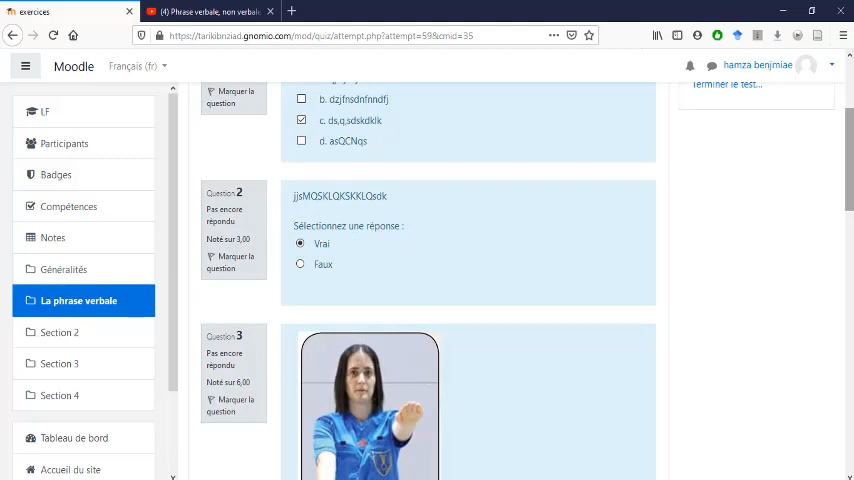 exercices
(4) Phrase verbale, non verbale
https://tarikibnziad.gnomio.com/mod/quiz/attempt.php?attempt=59&cmid=35
Moodle
Français (fr)
hamza benjmiae
LF
Participants
Badges
Compétences
Notes
Généralités
La phrase verbale
Section 2
Section 3
Section 4
Tableau de bord
Accueil du site
Marquer la
question
b. dzjfnsdnfnndfj
c. ds,q,sdskdklk
d. asQCNqs
Question 2
Pas encore
répondu
Noté sur 3,00
Marquer la
question
jjsMQSKLQKSKKLQsdk
Sélectionnez une réponse :
Vrai
Faux
Question 3
Pas encore
répondu
Noté sur 6,00
Marquer la
question
Terminer le test...